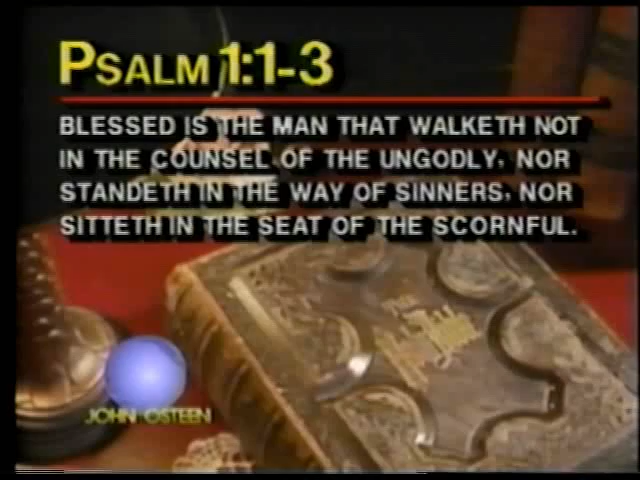 PSALM 1:1-3
BLESSED IS THE MAN THAT WALKETH NOT
IN THE COUNSEL OF THE UNGODLY, NOR
STANDETH IN THE WAY OF SINNERS, NOR
SITTETH IN THE SEAT OF THE SCORNFUL.
JOHN OSTEEN